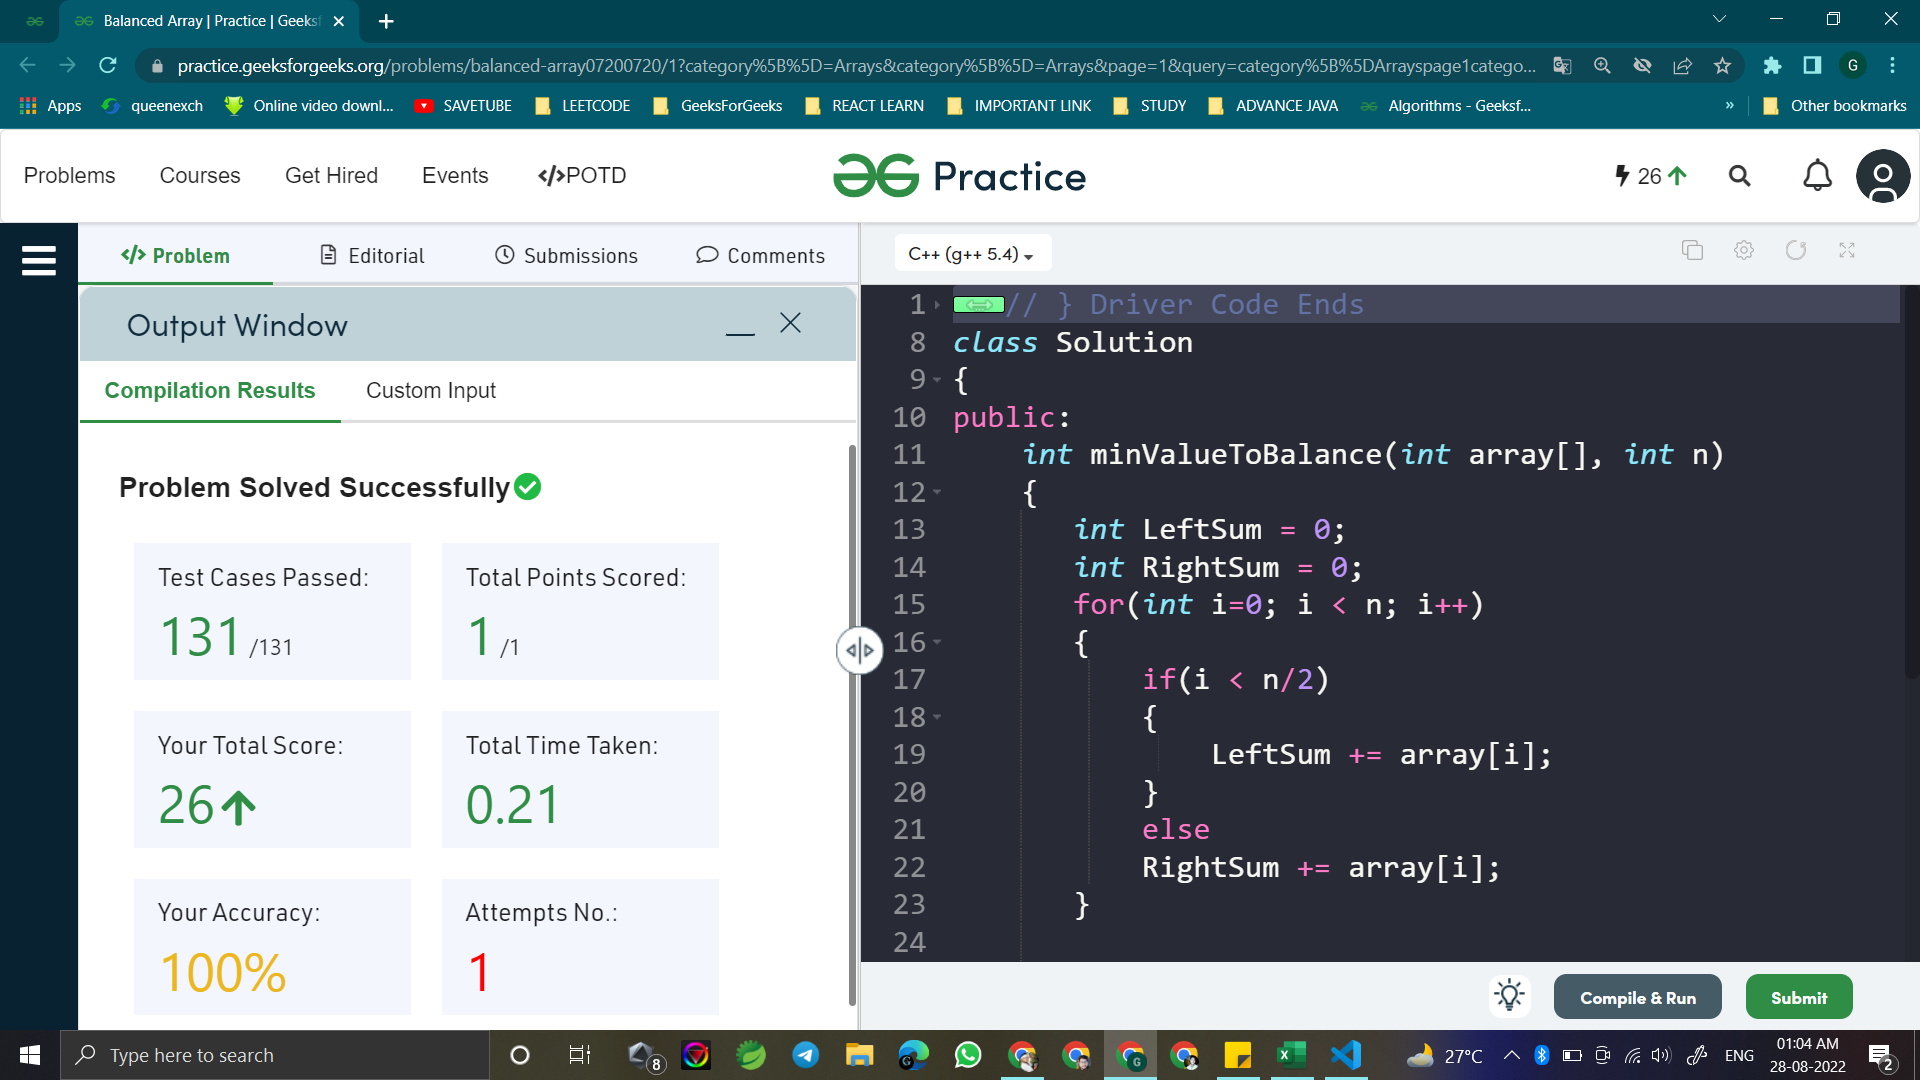 Balanced Array | Practice | Geeksf
practice.geeksforgeeks.org/problems/balanced-array07200720/1?category%5B%5D=Arrays&category%5B%5D=Arrays&page=1&query=category%5B%5DArrayspage1catego...
G
Apps queenexch Online video downl... SAVETUBE LEETCODE GeeksForGeeks REACT LEARN IMPORTANT LINK STUDY ADVANCE JAVA Algorithms - Geeksf... » Other bookmarks
Problems Courses Get Hired Events </>POTD Practice 26
</> Problem Editorial Submissions Comments
C++ (g++ 5.4)
Output Window
Compilation Results Custom Input
Problem Solved Successfully
Test Cases Passed: Total Points Scored:
131 /131 1 /1
Your Total Score: Total Time Taken:
26 0.21
Your Accuracy: Attempts No.:
100% 1
1 // } Driver Code Ends
8 class Solution
9 {
10 public:
11 int minValueToBalance(int array[], int n)
12 {
13 int LeftSum = 0;
14 int RightSum = 0;
15 for(int i=0; i < n; i++)
16 {
17 if(i < n/2)
18 {
19 LeftSum += array[i];
20 }
21 else
22 RightSum += array[i];
23 }
24
Compile & Run Submit
Type here to search
8
27°C ENG
01:04 AM
28-08-2022
2